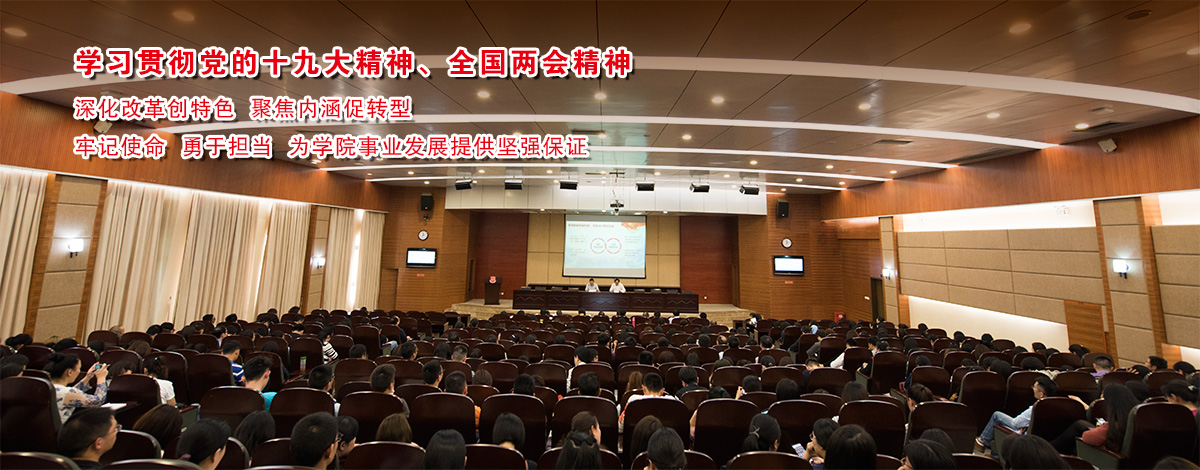 学习贯彻党的十九大精神、全国两会精神
深化改革创特色 聚焦内涵促转型
牢记使命 勇于担当 为学院事业发展提供坚强保证